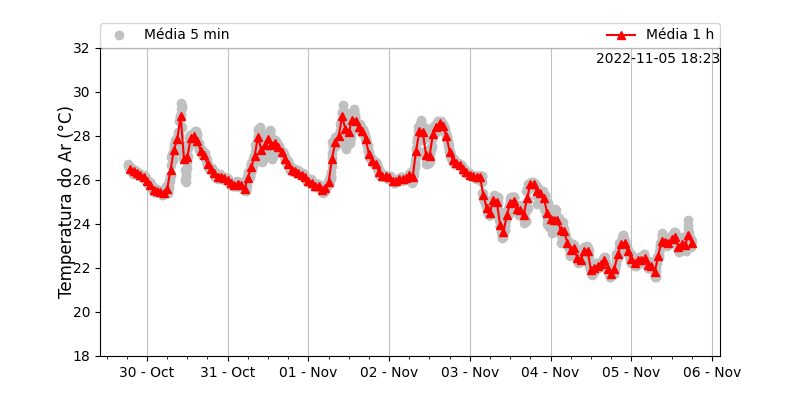 Média 5 min
Média 1 h
2022-11-05 18:23
Temperatura do Ar (°C)
32
30
28
26
24
22
20
18
30 - Oct
31 - Oct
01 - Nov
02 - Nov
03 - Nov
04 - Nov
05 - Nov
06 - Nov